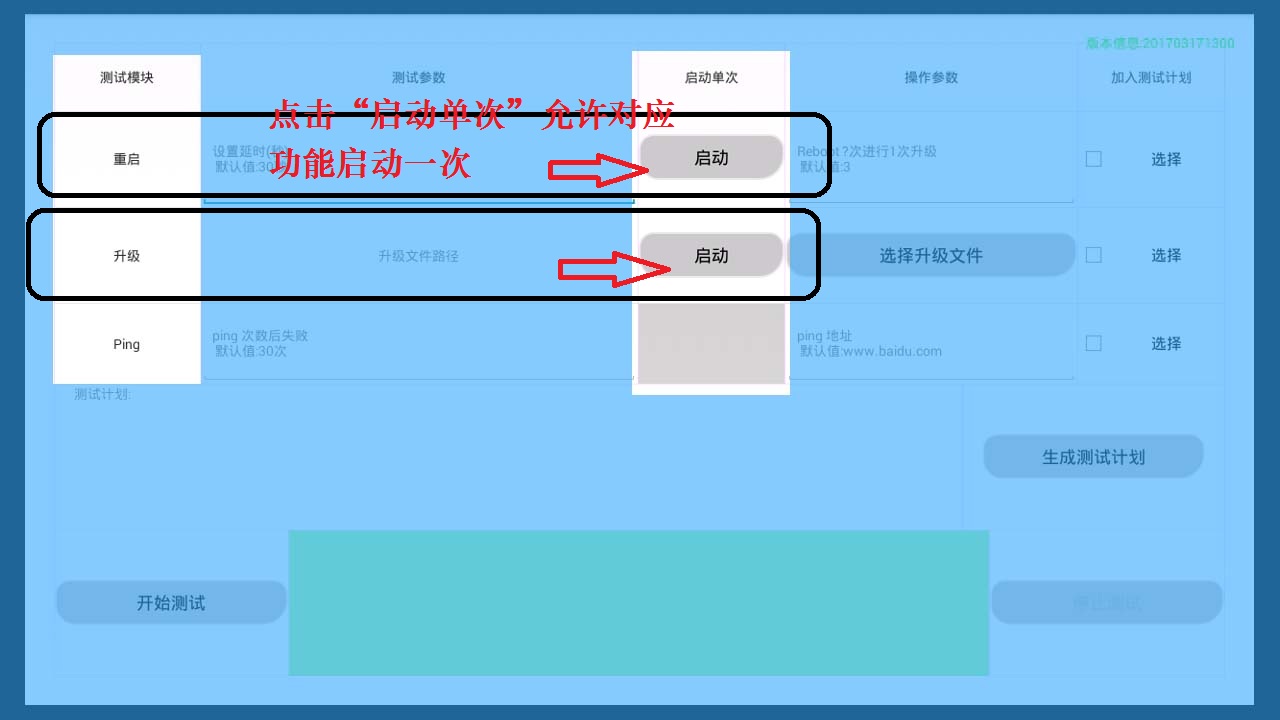 版本信息:201703171300
测试模块 测试参数 启动单次 操作参数 加入测试计划
点击“启动单次”允许对应
功能启动一次
重启 设置延时(秒) 启动 Reboot ?次进行1次升级 选择
默认值:30 默认值:3
升级 升级文件路径 启动 选择升级文件 选择
Ping ping 次数后失败 ping 地址 选择
默认值:30次 默认值:www.baidu.com
测试计划:
生成测试计划
开始测试 停止测试